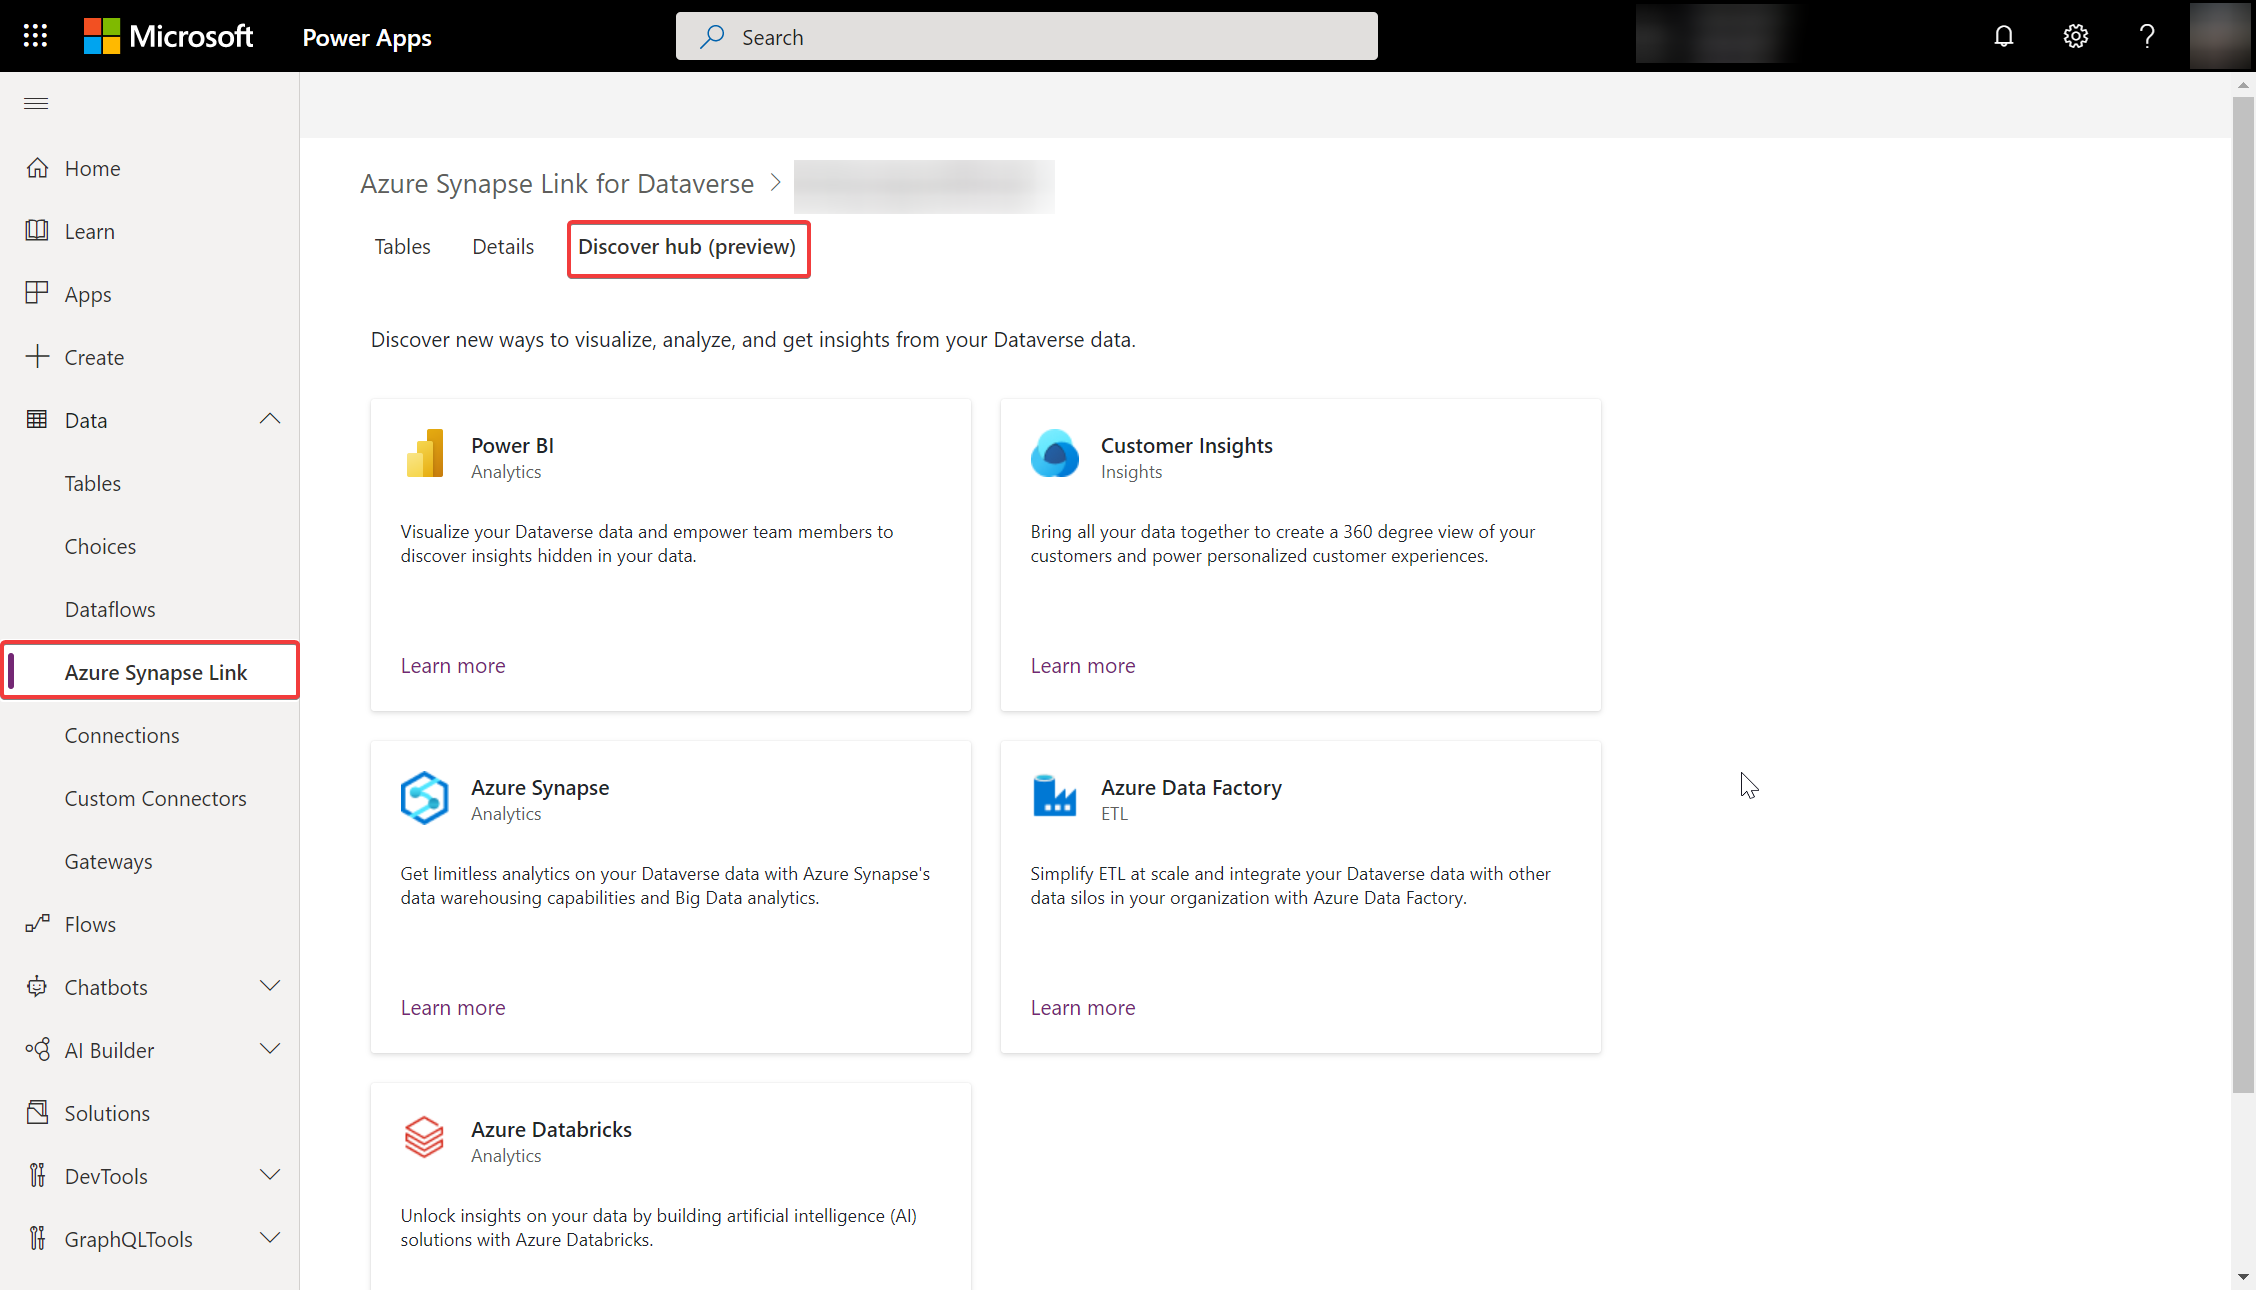 Microsoft
Power Apps
Search
Home
Learn
Apps
Create
Data
Tables
Choices
Dataflows
Azure Synapse Link
Connections
Custom Connectors
Gateways
Flows
Chatbots
AI Builder
Solutions
DevTools
GraphQLTools
Azure Synapse Link for Dataverse >
Tables Details Discover hub (preview)
Discover new ways to visualize, analyze, and get insights from your Dataverse data.
Power BI
Analytics
Visualize your Dataverse data and empower team members to
discover insights hidden in your data.
Learn more
Customer Insights
Insights
Bring all your data together to create a 360 degree view of your
customers and power personalized customer experiences.
Learn more
Azure Synapse
Analytics
Get limitless analytics on your Dataverse data with Azure Synapse's
data warehousing capabilities and Big Data analytics.
Learn more
Azure Data Factory
ETL
Simplify ETL at scale and integrate your Dataverse data with other
data silos in your organization with Azure Data Factory.
Learn more
Azure Databricks
Analytics
Unlock insights on your data by building artificial intelligence (AI)
solutions with Azure Databricks.